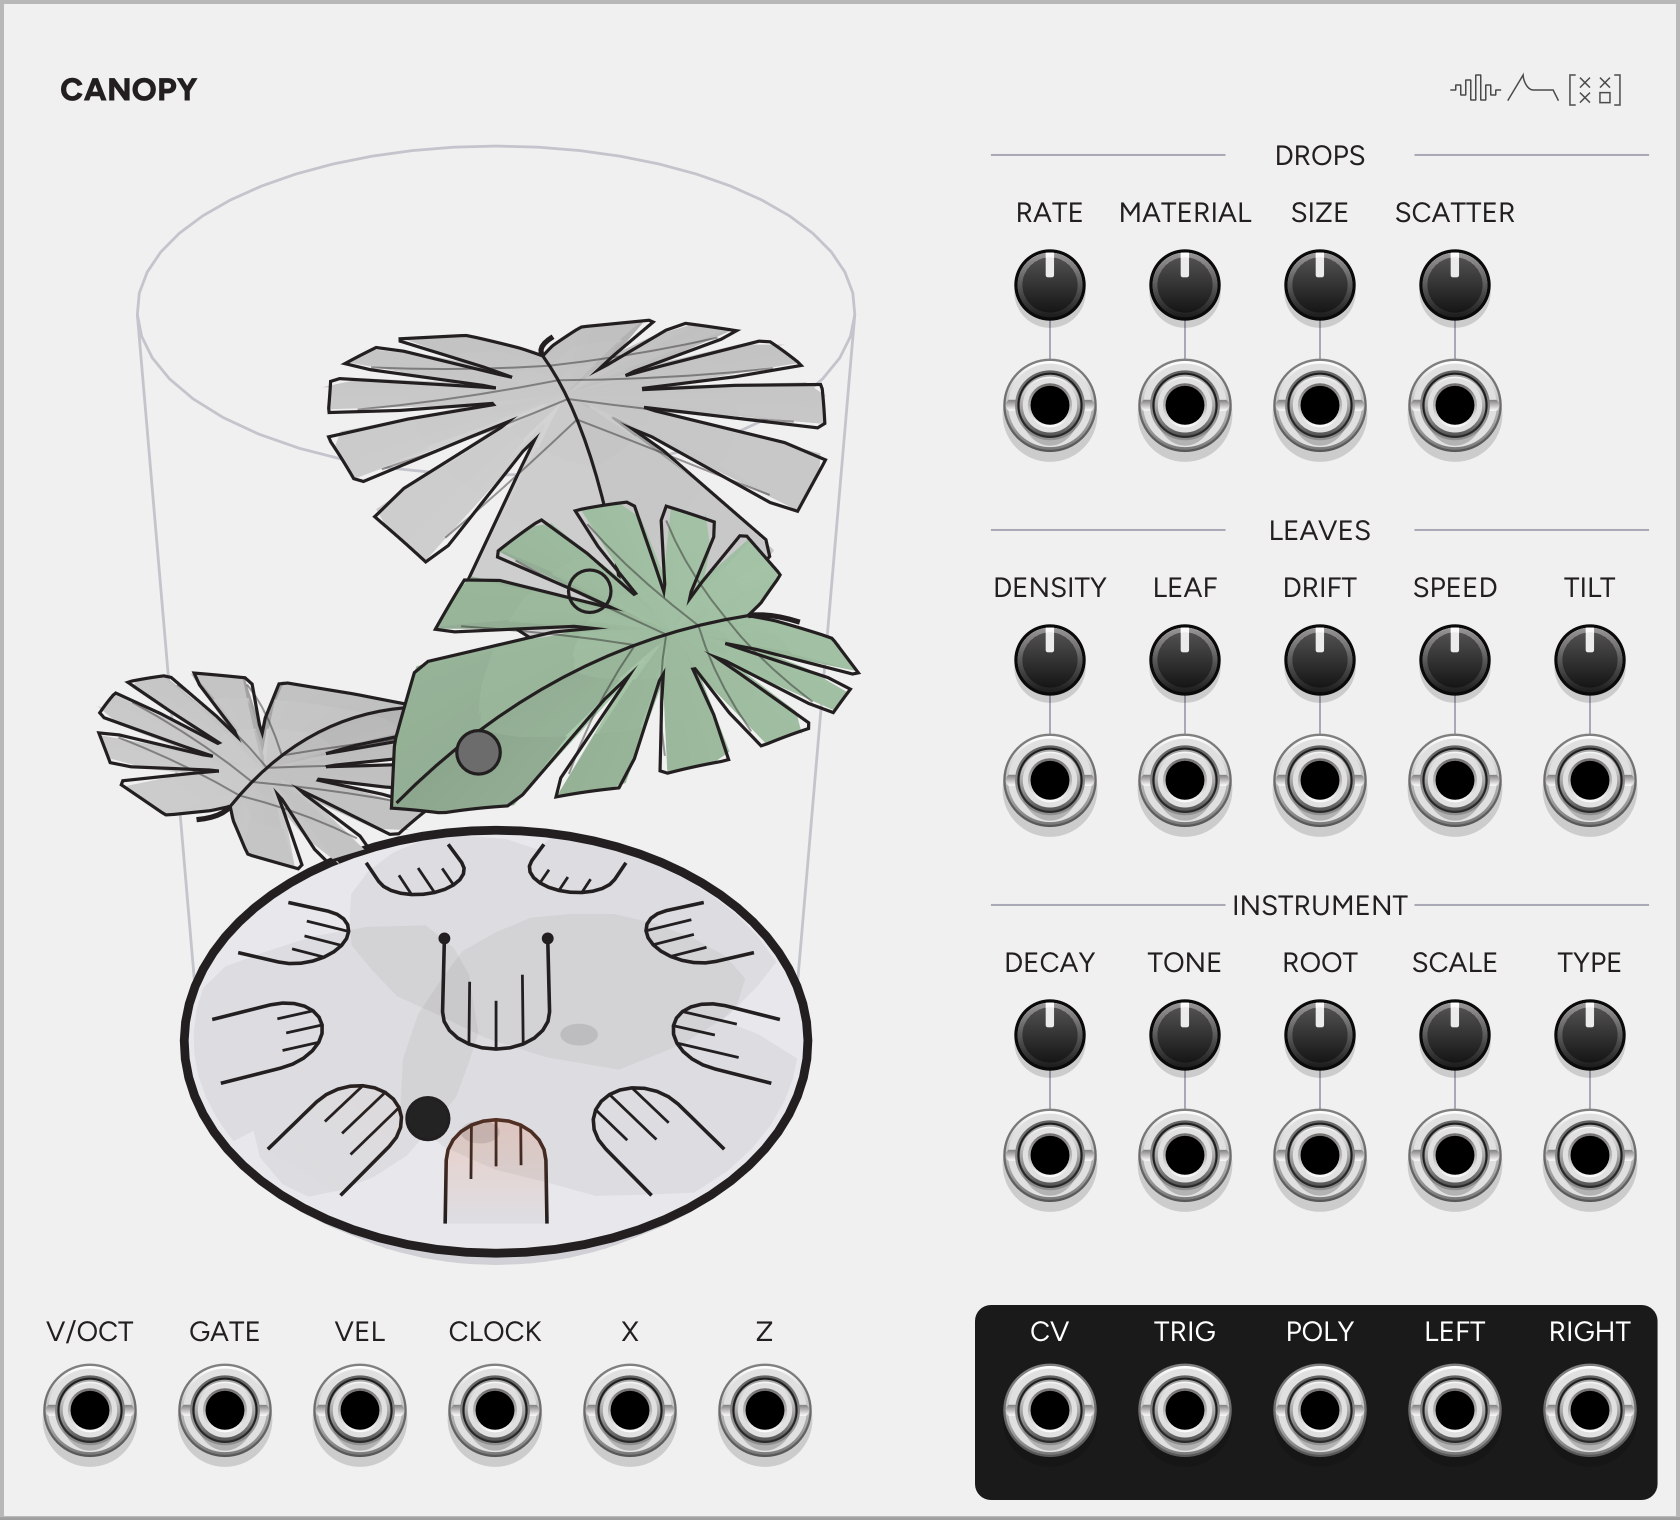 CANOPY
DROPS
RATE MATERIAL SIZE SCATTER
LEAVES
DENSITY LEAF DRIFT SPEED TILT
INSTRUMENT
DECAY TONE ROOT SCALE TYPE
V/OCT GATE VEL CLOCK X Z
CV TRIG POLY LEFT RIGHT